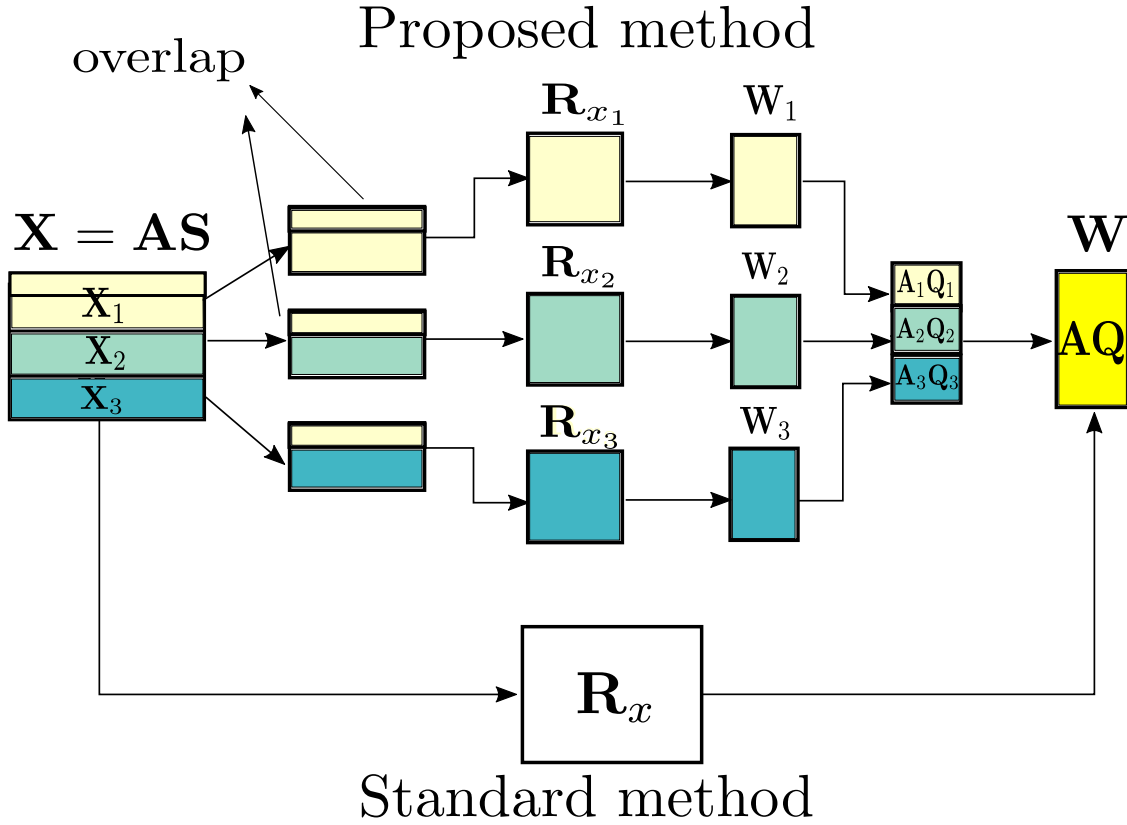 Proposed method
overlap
R_{x_1}
W_1
X = AS
X_1
X_2
X_3
R_{x_2}
W_2
R_{x_3}
W_3
A_1Q_1
A_2Q_2
A_3Q_3
W
AQ
R_x
Standard method